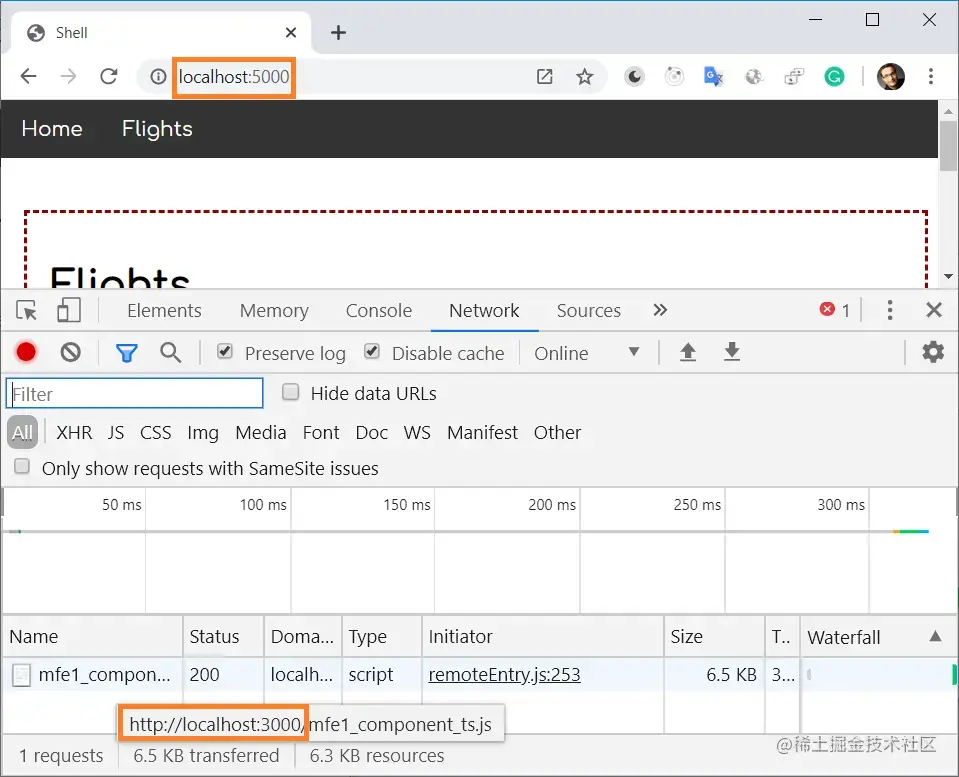 Shell
localhost:5000
Home Flights
Flights
Elements Memory Console Network Sources 1
Preserve log Disable cache Online
Filter Hide data URLs
All XHR JS CSS Img Media Font Doc WS Manifest Other
Only show requests with SameSite issues
50 ms 100 ms 150 ms 200 ms 250 ms 300 ms
Name Status Doma... Type Initiator Size T.. Waterfall
mfe1_compon... 200 localh... script remoteEntry.js:253 6.5 KB 3...
http://localhost:3000/mfe1_component_ts.js
@稀土掘金技术社区
1 requests 6.5 KB transferred 6.3 KB resources